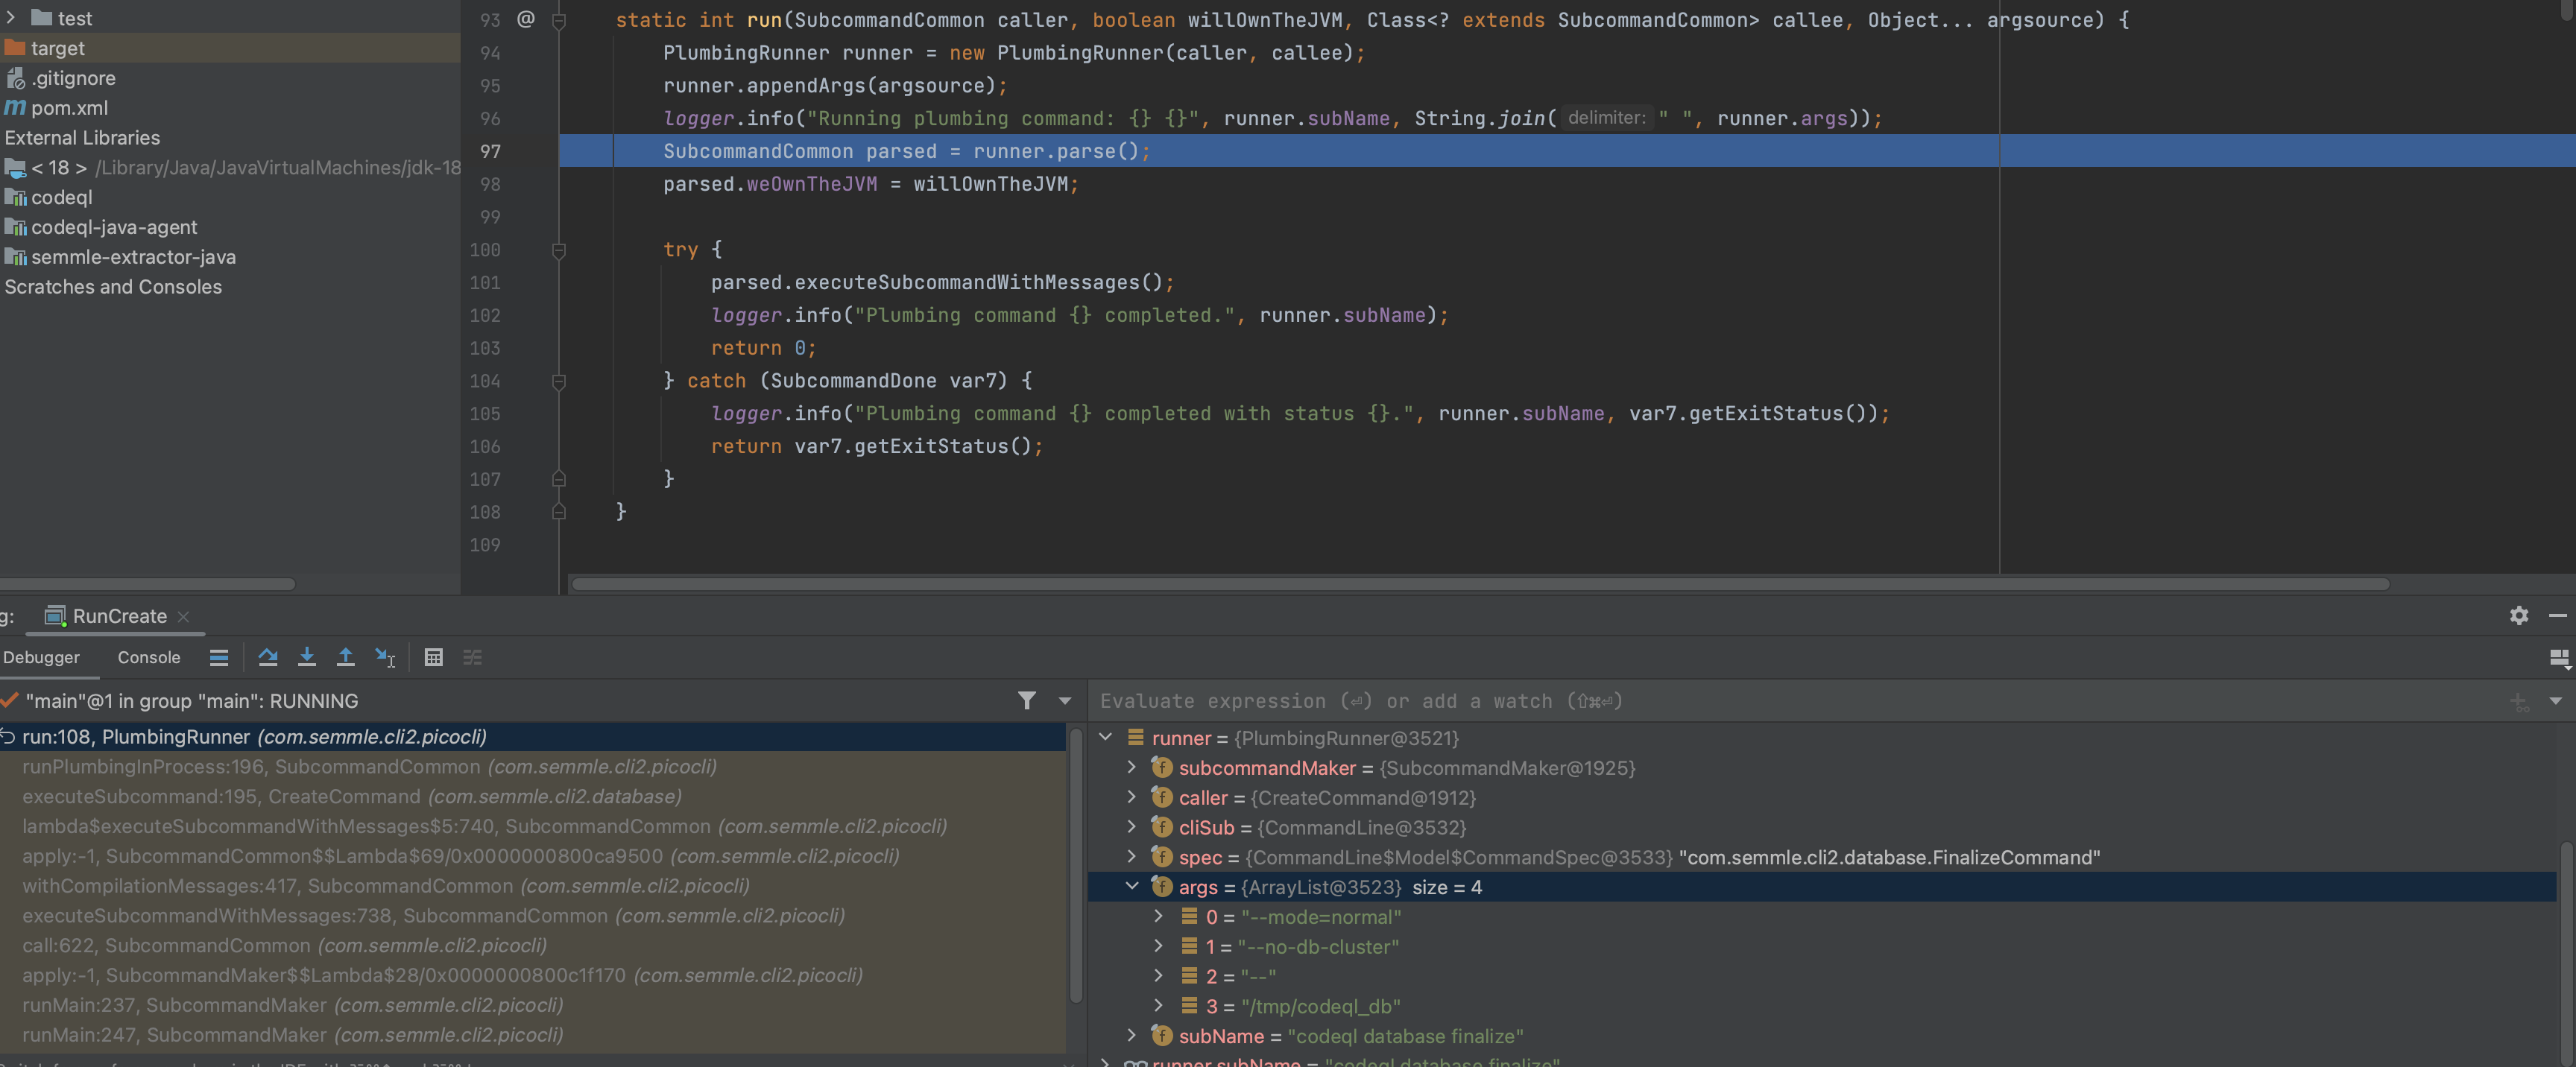 test
target
.gitignore
pom.xml
External Libraries
< 18 > /Library/Java/JavaVirtualMachines/jdk-18
codeql
codeql-java-agent
semmle-extractor-java
Scratches and Consoles
93 @ static int run(SubcommandCommon caller, boolean willOwnTheJVM, Class<? extends SubcommandCommon> callee, Object... argsource) {
94 PlumbingRunner runner = new PlumbingRunner(caller, callee);
95 runner.appendArgs(argsource);
96 logger.info("Running plumbing command: {} {}", runner.subName, String.join( delimiter: " ", runner.args));
97 SubcommandCommon parsed = runner.parse();
98 parsed.weOwnTheJVM = willOwnTheJVM;
99
100 try {
101 parsed.executeSubcommandWithMessages();
102 logger.info("Plumbing command {} completed.", runner.subName);
103 return 0;
104 } catch (SubcommandDone var7) {
105 logger.info("Plumbing command {} completed with status {}.", runner.subName, var7.getExitStatus());
106 return var7.getExitStatus();
107 }
108 }
109
g: RunCreate
Debugger Console
"main"@1 in group "main": RUNNING
run:108, PlumbingRunner (com.semmle.cli2.picocli)
runPlumbingInProcess:196, SubcommandCommon (com.semmle.cli2.picocli)
executeSubcommand:195, CreateCommand (com.semmle.cli2.database)
lambda$executeSubcommandWithMessages$5:740, SubcommandCommon (com.semmle.cli2.picocli)
apply:-1, SubcommandCommon$$Lambda$69/0x0000000800ca9500 (com.semmle.cli2.picocli)
withCompilationMessages:417, SubcommandCommon (com.semmle.cli2.picocli)
executeSubcommandWithMessages:738, SubcommandCommon (com.semmle.cli2.picocli)
call:622, SubcommandCommon (com.semmle.cli2.picocli)
apply:-1, SubcommandMaker$$Lambda$28/0x0000000800c1f170 (com.semmle.cli2.picocli)
runMain:237, SubcommandMaker (com.semmle.cli2.picocli)
runMain:247, SubcommandMaker (com.semmle.cli2.picocli)
Evaluate expression (⏎) or add a watch (⇧⌘⏎)
runner = {PlumbingRunner@3521}
subcommandMaker = {SubcommandMaker@1925}
caller = {CreateCommand@1912}
cliSub = {CommandLine@3532}
spec = {CommandLine$Model$CommandSpec@3533} "com.semmle.cli2.database.FinalizeCommand"
args = {ArrayList@3523} size = 4
0 = "--mode=normal"
1 = "--no-db-cluster"
2 = "--"
3 = "/tmp/codeql_db"
subName = "codeql database finalize"
runner.subName = "codeql database finalize"